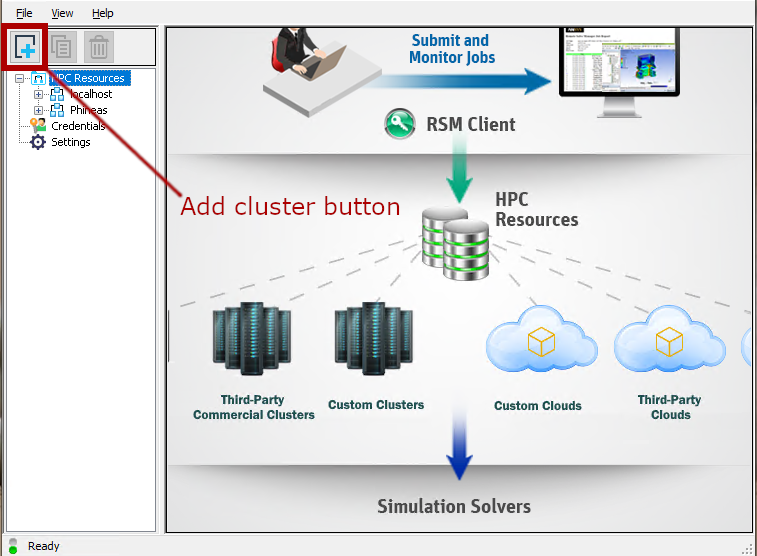 File View Help
HPC Resources
localhost
Phineas
Credentials
Settings
Add cluster button
Submit and
Monitor Jobs
RSM Client
HPC
Resources
Third-Party
Commercial Clusters
Custom Clusters
Custom Clouds
Third-Party
Clouds
Simulation Solvers
Ready